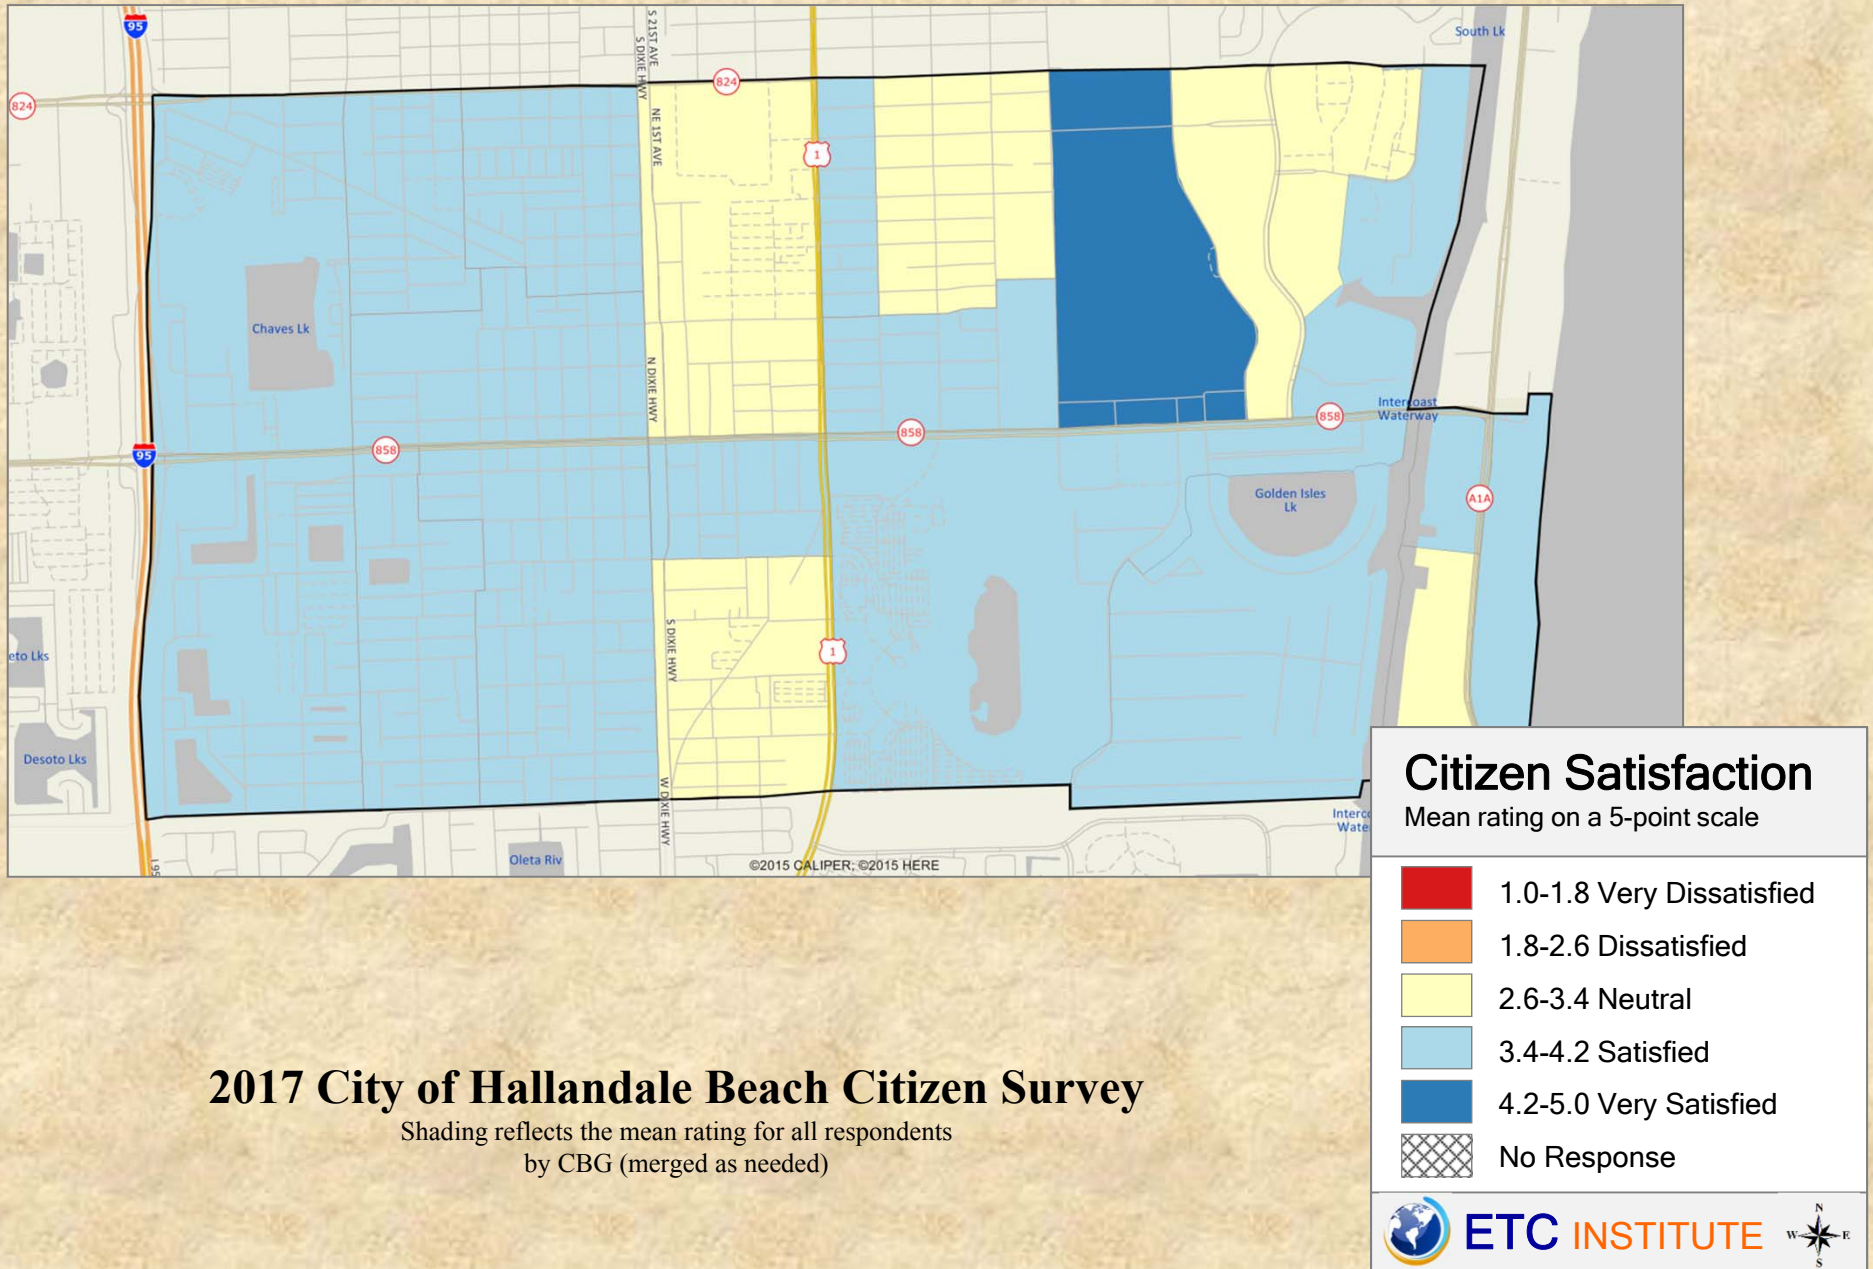 95
S 21ST AVE
S DIXIE HWY
South Lk
824
824
NE 1ST AVE
1
Chaves Lk
N DIXIE HWY
Intercoast
Waterway
858
858
858
95
Golden Isles
Lk
A1A
S DIXIE HWY
1
eto Lks
Desoto Lks
W DIXIE HWY
Interco
Wate
Oleta Riv
I 95
©2015 CALIPER; ©2015 HERE
Citizen Satisfaction
Mean rating on a 5-point scale
1.0-1.8 Very Dissatisfied
1.8-2.6 Dissatisfied
2.6-3.4 Neutral
3.4-4.2 Satisfied
4.2-5.0 Very Satisfied
No Response
2017 City of Hallandale Beach Citizen Survey
Shading reflects the mean rating for all respondents
by CBG (merged as needed)
ETC INSTITUTE
N
W E
S